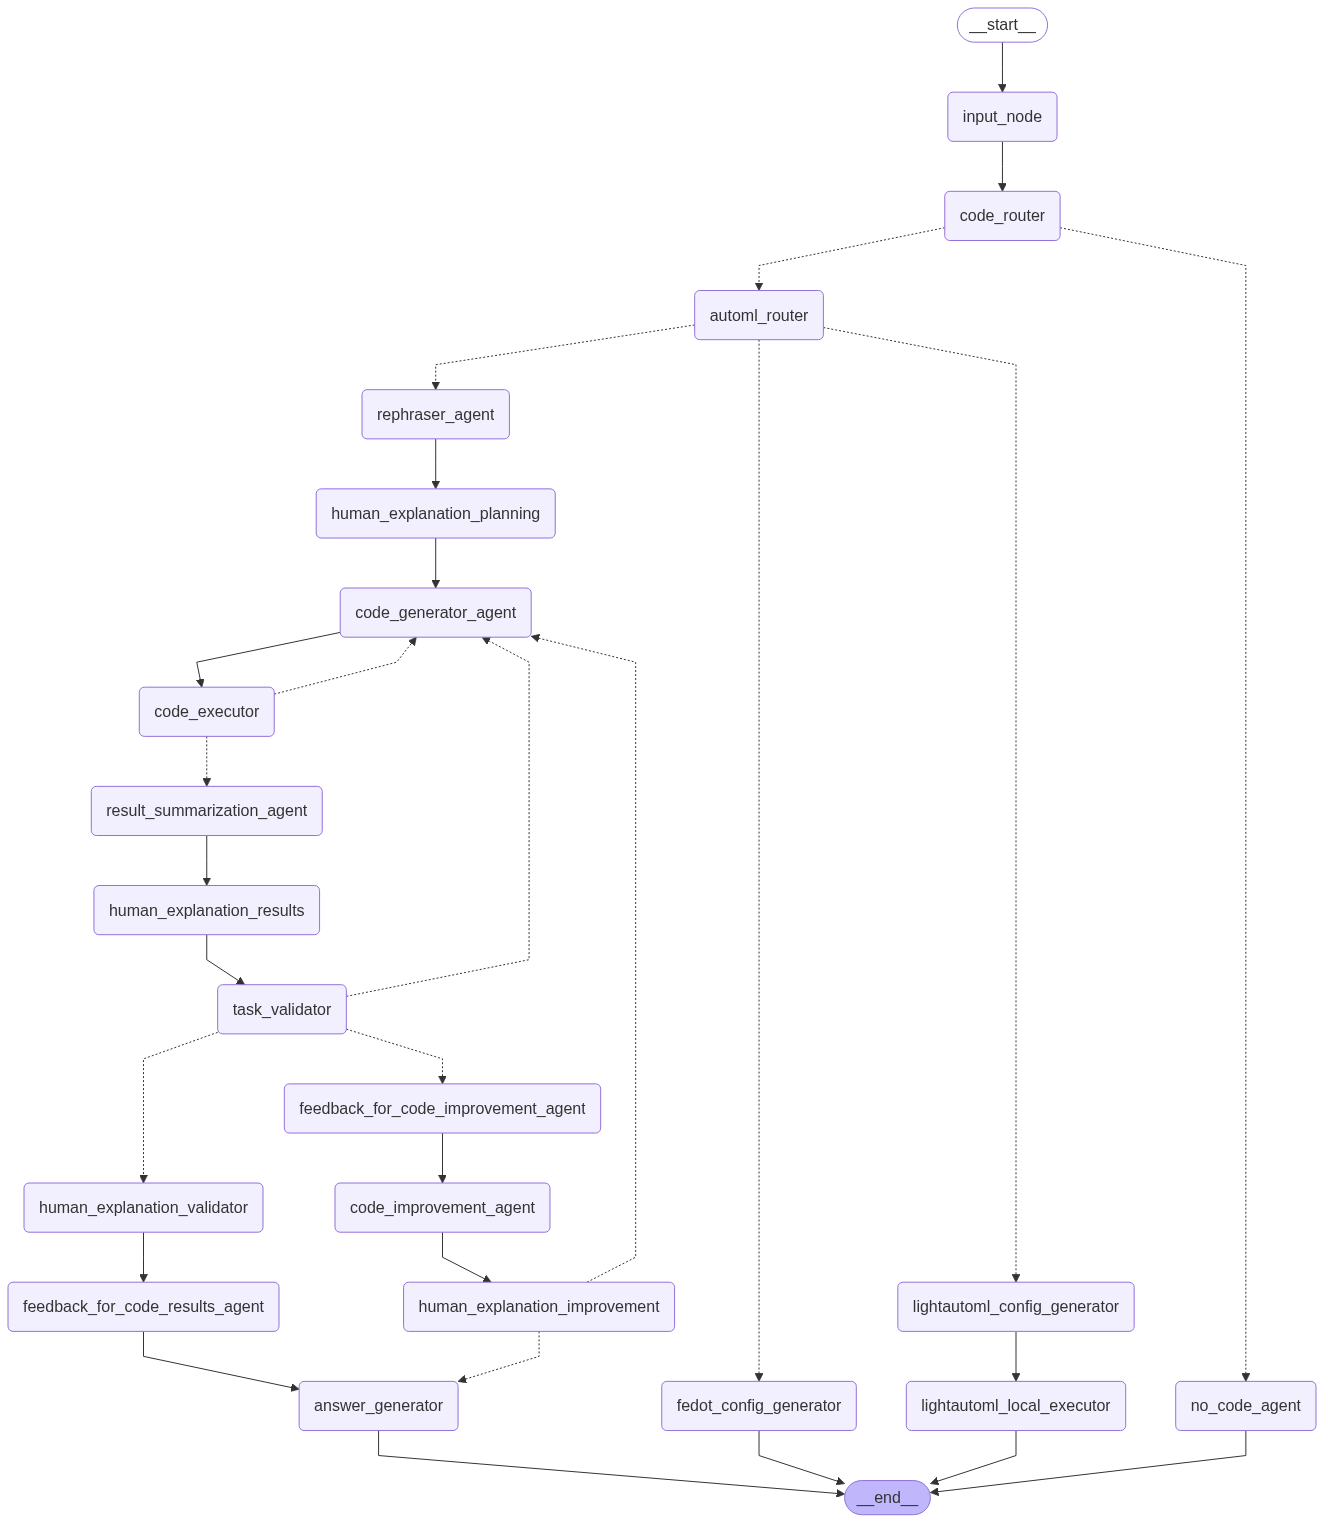 __start__
input_node
code_router
automl_router
rephraser_agent
human_explanation_planning
code_generator_agent
code_executor
result_summarization_agent
human_explanation_results
task_validator
feedback_for_code_improvement_agent
human_explanation_validator
code_improvement_agent
feedback_for_code_results_agent
human_explanation_improvement
lightautoml_config_generator
answer_generator
fedot_config_generator
lightautoml_local_executor
no_code_agent
__end__